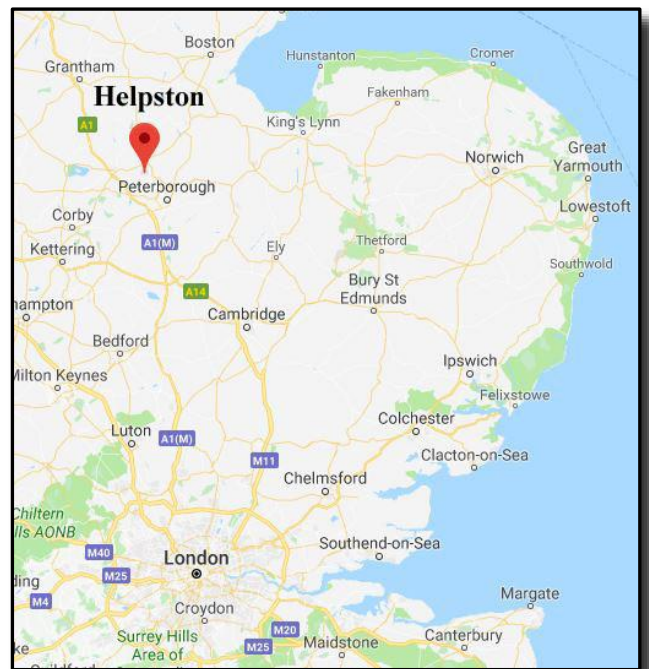 Boston
Hunstanton
Cromer
Grantham
Helpston
Fakenham
A1
King's Lynn
Norwich
Great
Yarmouth
Peterborough
Lowestoft
Corby
A1(M)
Ely
Thetford
Kettering
Southwold
A14
Bury St
Edmunds
hampton
Cambridge
Bedford
Ipswich
Milton Keynes
Felixstowe
Colchester
Luton
A1(M)
M11
Clacton-on-Sea
Chelmsford
Chiltern
lls AONB
M40
London
Southend-on-Sea
M25
ding
M4
Croydon
Margate
M20
Surrey Hills
Area of
M25
Maidstone
Canterbury
ke